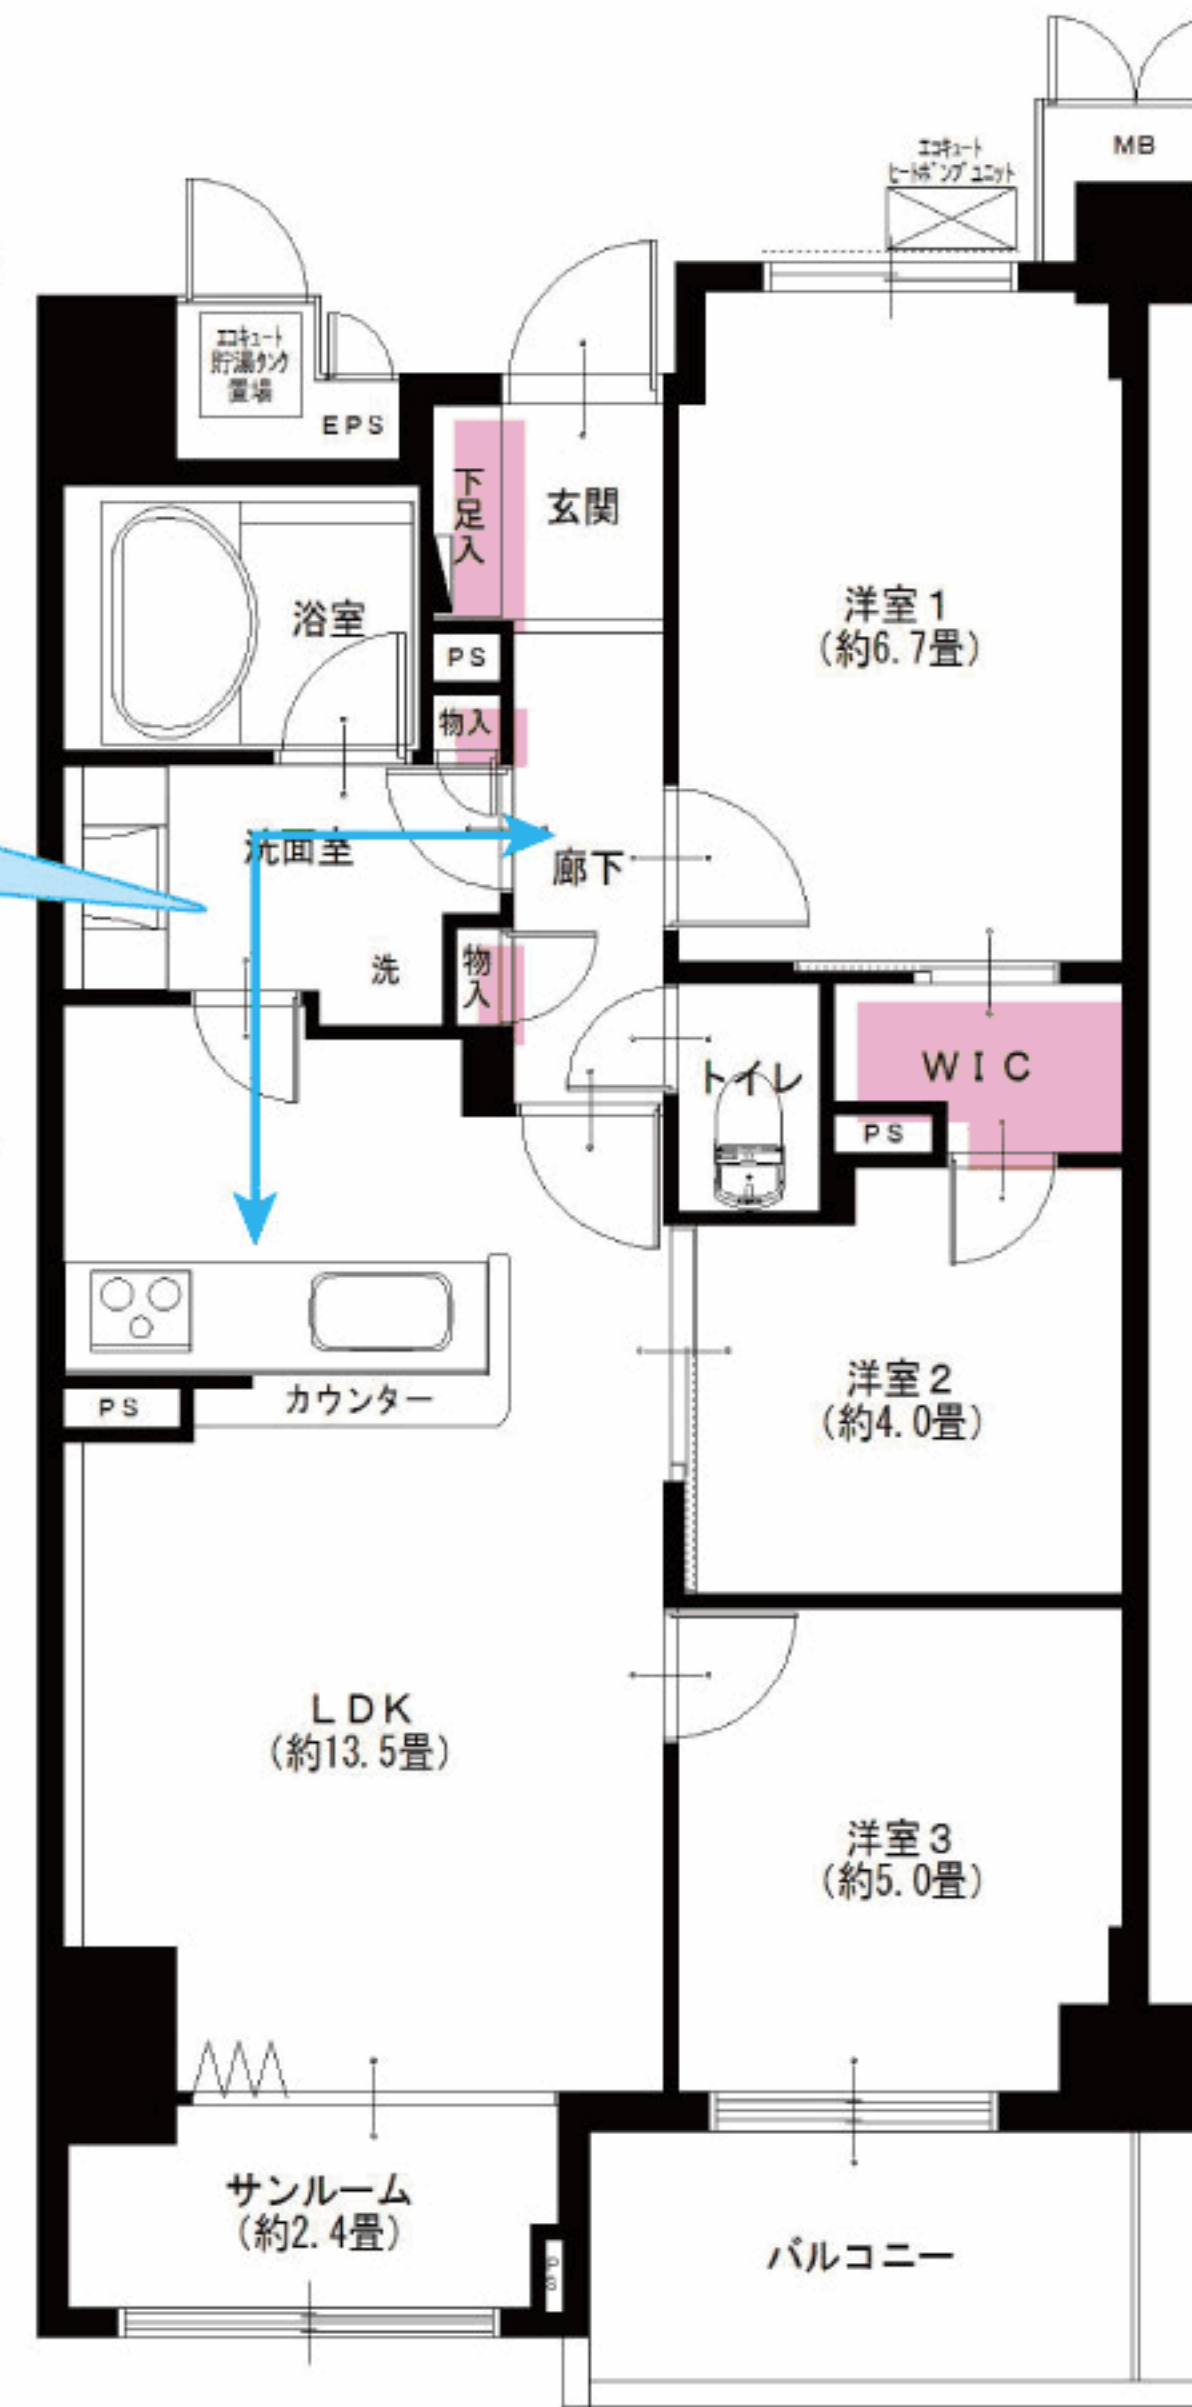 MB
エコキュート
ヒートポンプユニット
エコキュート
貯湯タンク
置場
EPS
下足入
玄関
浴室
洋室1
(約6.7畳)
PS
物入
洗面室
廊下
洗
物入
トイレ
WIC
PS
洋室2
(約4.0畳)
カウンター
PS
LDK
(約13.5畳)
洋室3
(約5.0畳)
サンルーム
(約2.4畳)
バルコニー